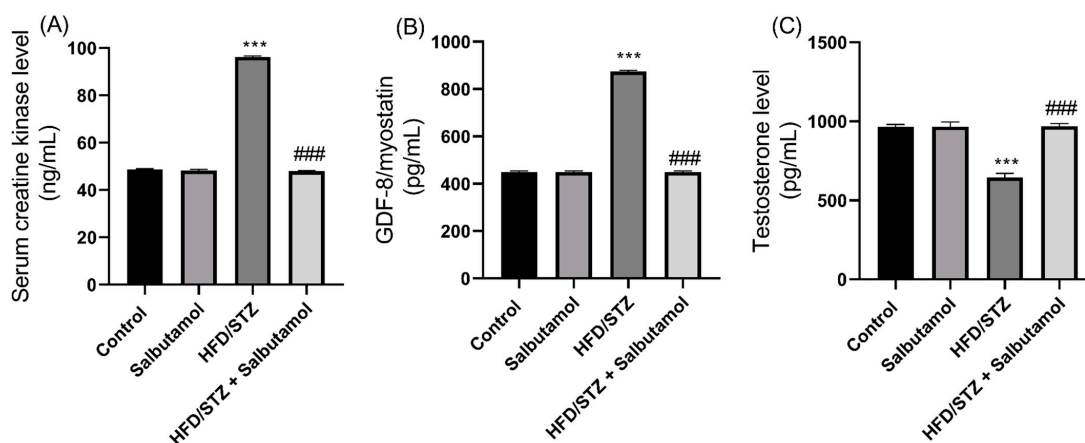 (A)
Serum creatine kinase level
(ng/mL)
100
80
60
40
20
0
***
###
Control
Salbutamol
HFD/STZ
HFD/STZ + Salbutamol
(B)
GDF-8/myostatin
(pg/mL)
1000
800
600
400
200
0
***
###
Control
Salbutamol
HFD/STZ
HFD/STZ + Salbutamol
(C)
Testosterone level
(pg/mL)
1500
1000
500
0
***
###
Control
Salbutamol
HFD/STZ
HFD/STZ + Salbutamol